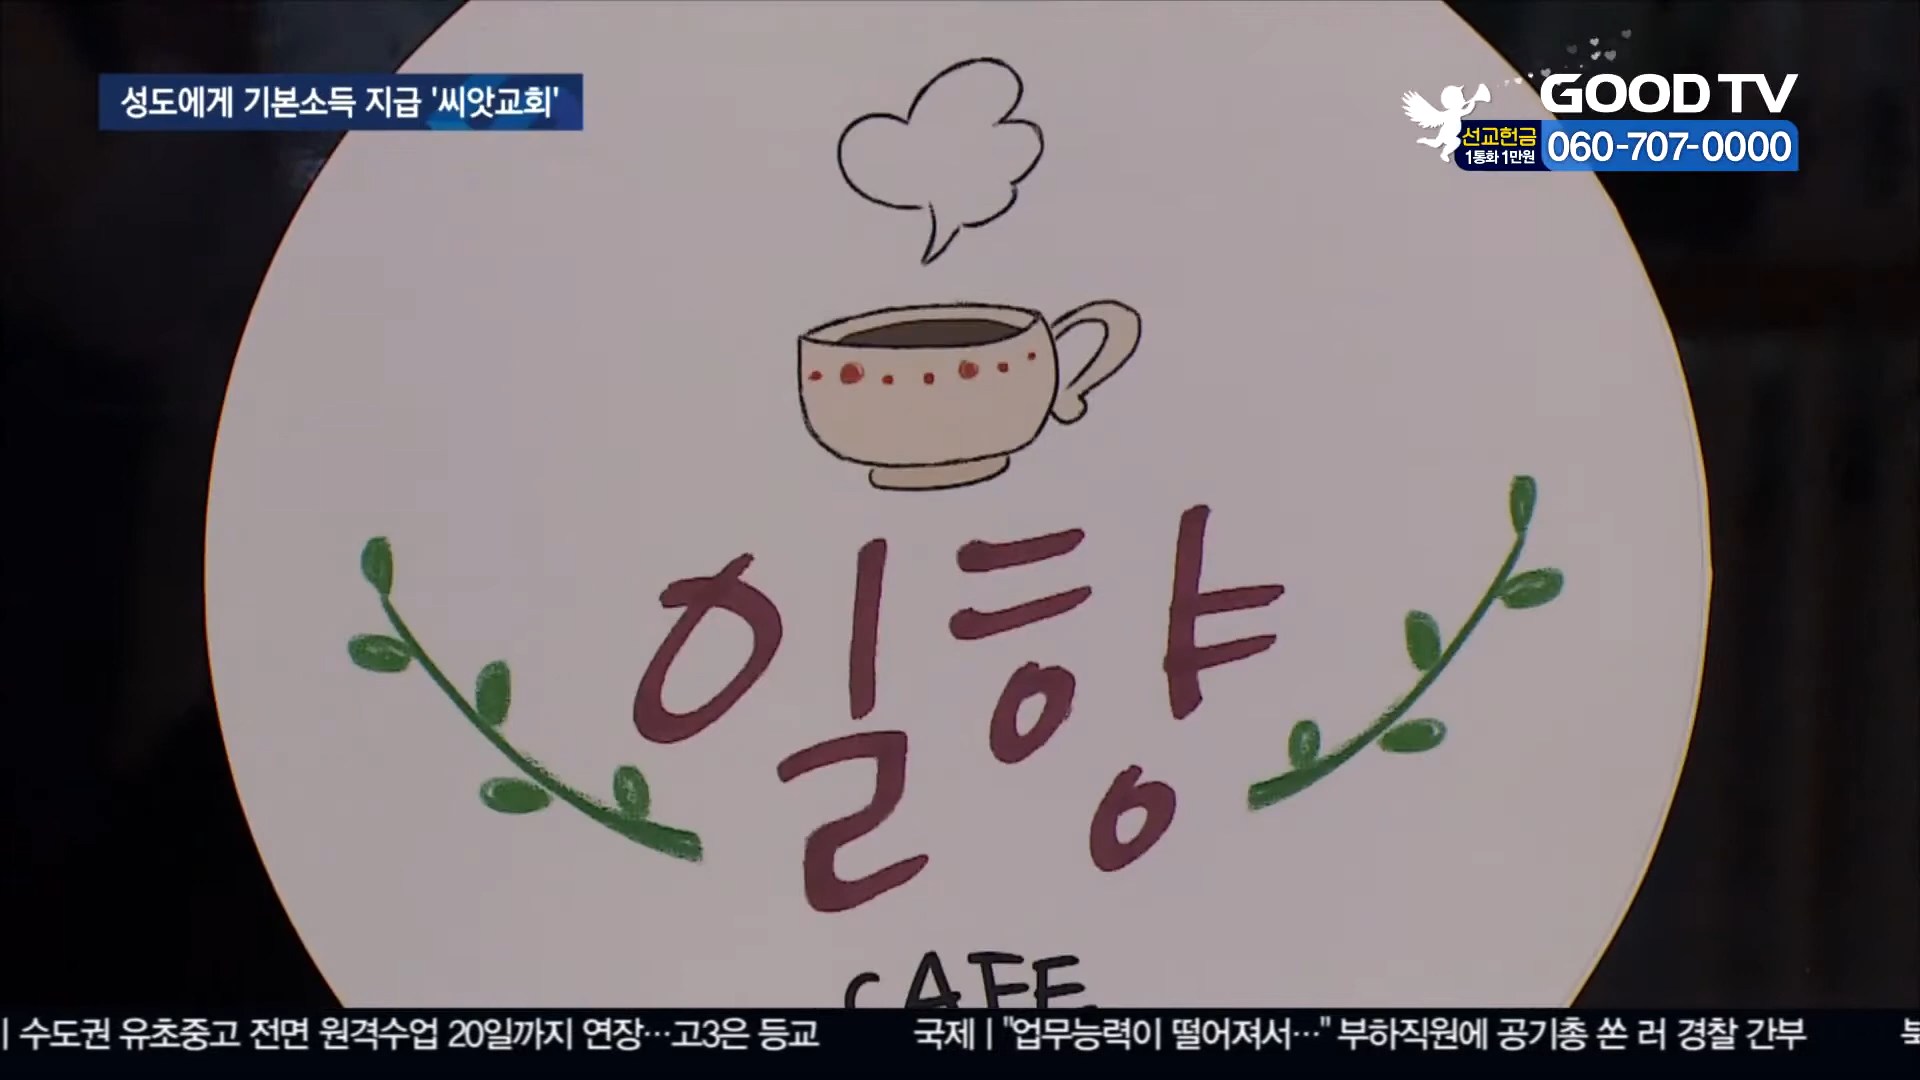 성도에게 기본소득 지급 '씨앗교회'
GOOD TV
선교헌금
1통화 1만원
060-707-0000
일향
CAFE
수도권 유초중고 전면 원격수업 20일까지 연장…고3은 등교
국제 | "업무능력이 떨어져서…" 부하직원에 공기총 쏜 러 경찰 간부